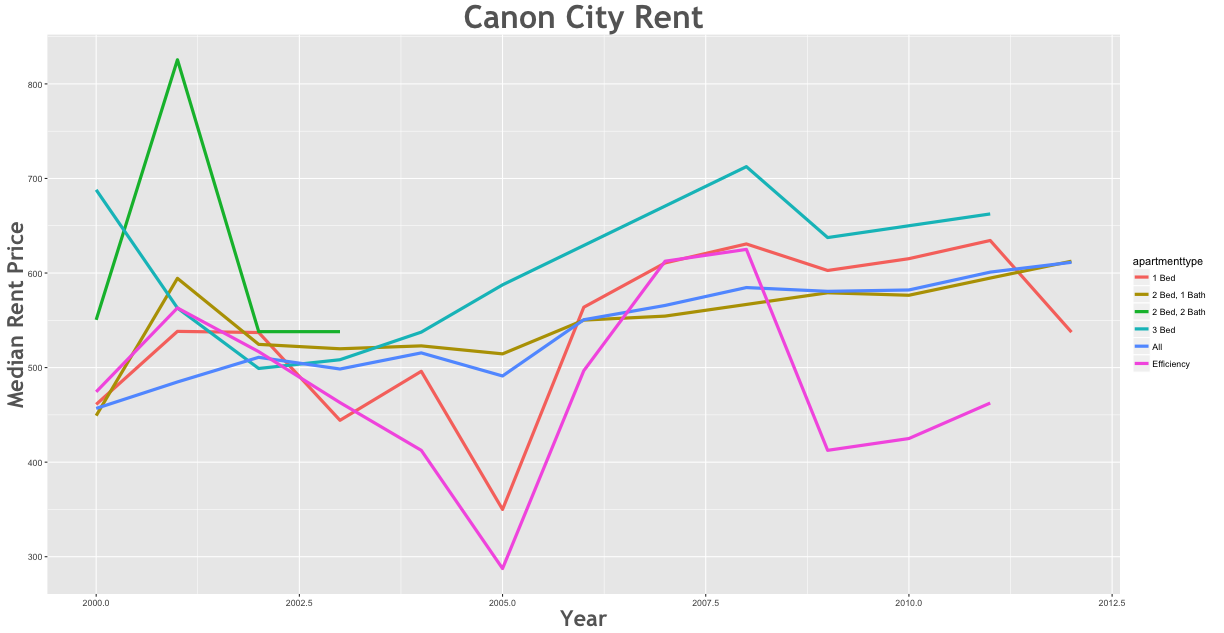 Canon City Rent
Median Rent Price
800
700
600
500
400
300
2000.0
2002.5
2005.0
2007.5
2010.0
2012.5
Year
apartmenttype
1 Bed
2 Bed, 1 Bath
2 Bed, 2 Bath
3 Bed
All
Efficiency